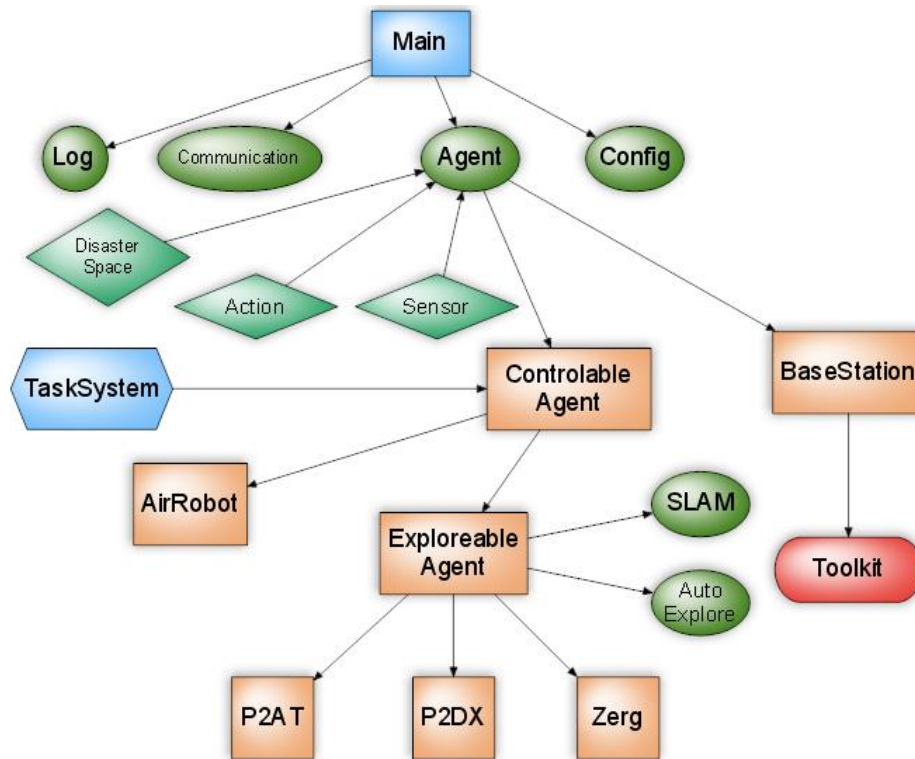 Main
Log
Communication
Agent
Config
Disaster
Space
Action
Sensor
TaskSystem
Controlable
Agent
BaseStation
AirRobot
SLAM
Exploreable
Agent
Toolkit
Auto
Explore
P2AT
P2DX
Zerg